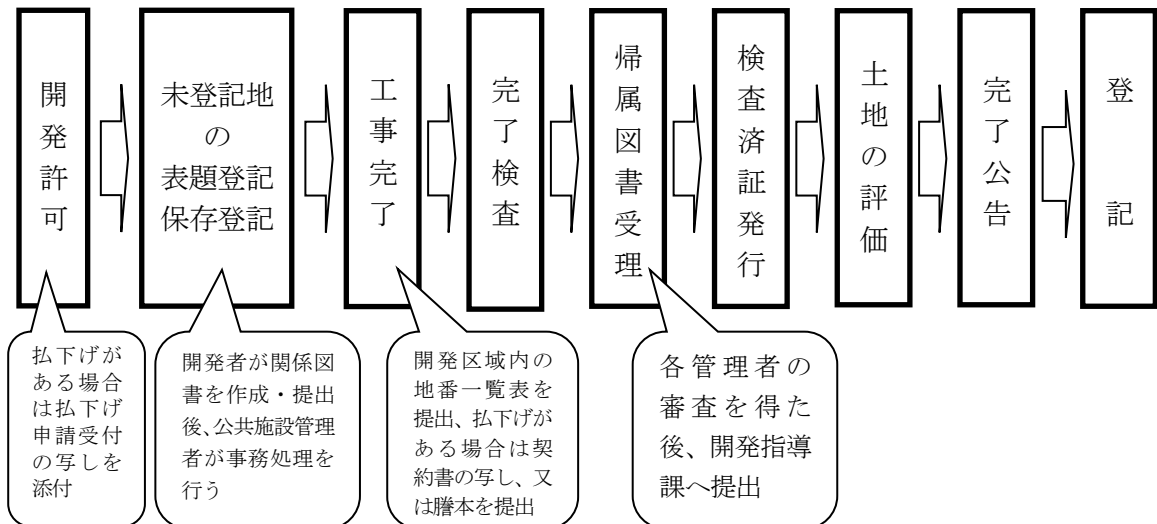 開発許可
未登記地
の
表題登記
保存登記
工事完了
完了検査
帰属図書受理
検査済証発行
土地の評価
完了公告
登記
払下げが
ある場合
は払下げ
申請受付
の写しを
添付
開発者が関係図
書を作成・提出
後、公共施設管理
者が事務処理を
行う
開発区域内の
地番一覧表を
提出、払下げが
ある場合は契
約書の写し、又
は謄本を提出
各管理者の
審査を得た
後、開発指導
課へ提出